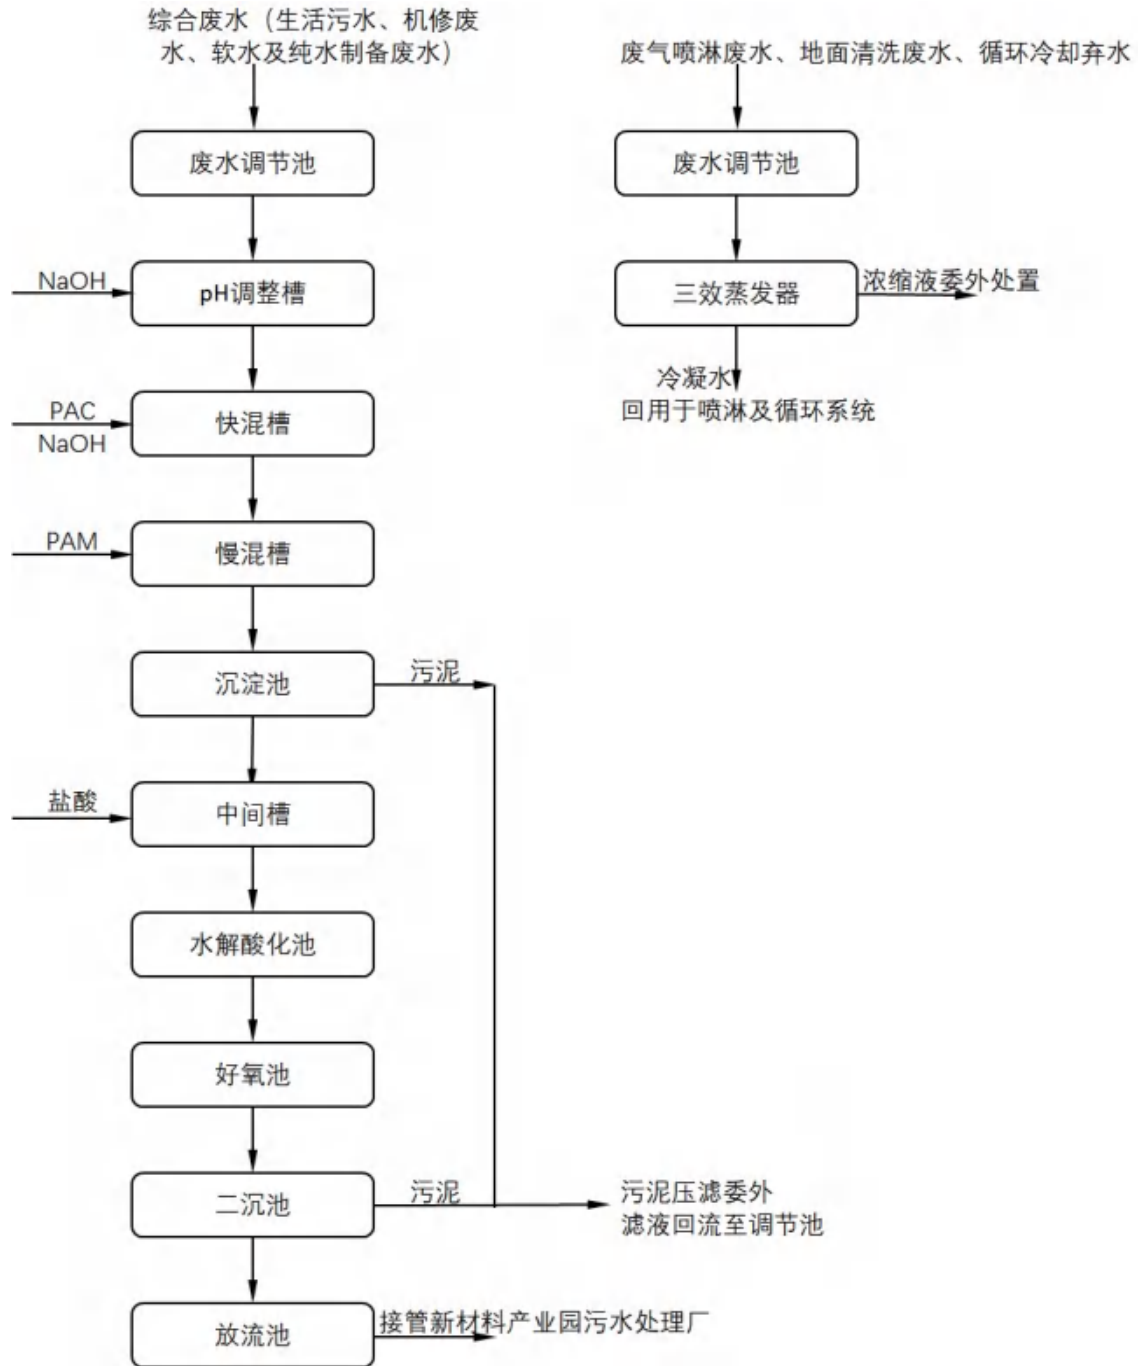 综合废水（生活污水、机修废
水、软水及纯水制备废水）
废水调节池
NaOH
pH调整槽
PAC
NaOH
快混槽
PAM
慢混槽
沉淀池
污泥
盐酸
中间槽
水解酸化池
好氧池
二沉池
污泥
污泥压滤委外
滤液回流至调节池
放流池
接管新材料产业园污水处理厂
废气喷淋废水、地面清洗废水、循环冷却弃水
废水调节池
三效蒸发器
浓缩液委外处置
冷凝水
回用于喷淋及循环系统